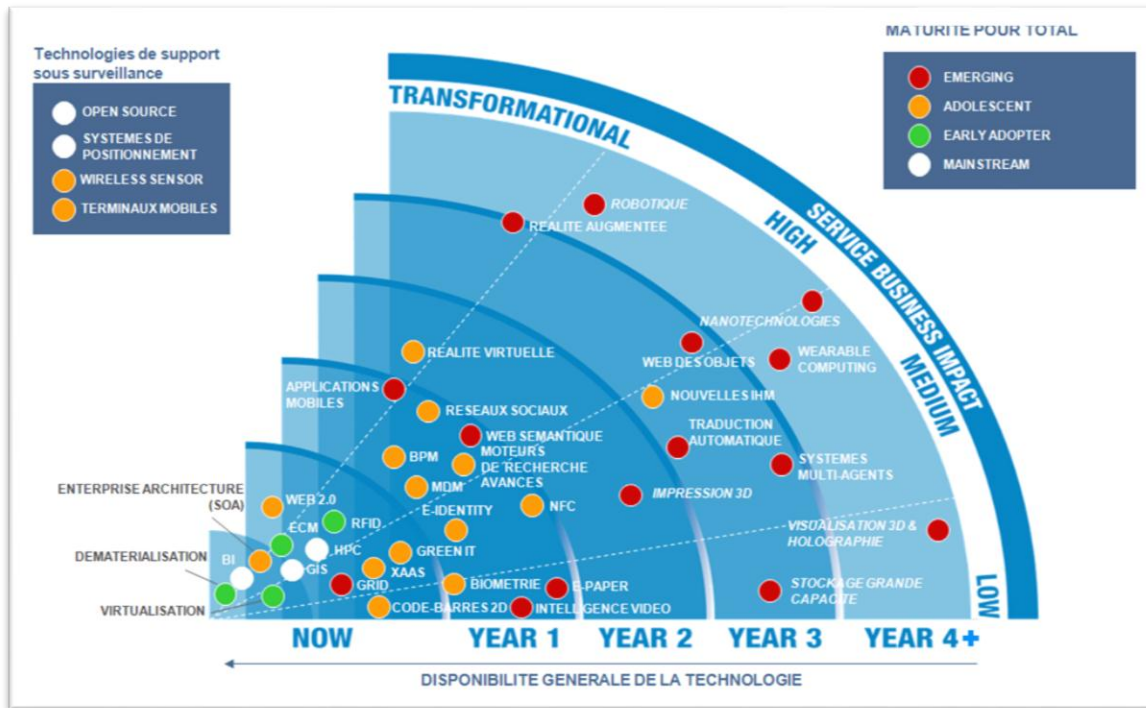 Technologies de support
sous surveillance
OPEN SOURCE
SYSTEMES DE
POSITIONNEMENT
WIRELESS SENSOR
TERMINAUX MOBILES
MATURITE POUR TOTAL
EMERGING
ADOLESCENT
EARLY ADOPTER
MAINSTREAM
TRANSFORMATIONAL
HIGH
MEDIUM
LOW
SERVICE BUSINESS IMPACT
ROBOTIQUE
REALITE AUGMENTEE
NANOTECHNOLOGIES
WEB DES OBJETS
WEARABLE
COMPUTING
REALITE VIRTUELLE
APPLICATIONS
MOBILES
NOUVELLES IHM
RESEAUX SOCIAUX
TRADUCTION
AUTOMATIQUE
WEB SEMANTIQUE
MOTEURS
DE RECHERCHE
AVANCES
BPM
SYSTEMES
MULTI-AGENTS
MDM
IMPRESSION 3D
ENTERPRISE ARCHITECTURE
(SOA)
WEB 2.0
E-IDENTITY
NFC
RFID
ECM
VISUALISATION 3D &
HOLOGRAPHIE
DEMATERIALISATION
BI
HPC
GREEN IT
GIS
XAAS
GRID
BIOMETRIE
E-PAPER
STOCKAGE GRANDE
CAPACITE
VIRTUALISATION
CODE-BARRES 2D
INTELLIGENCE VIDEO
NOW
YEAR 1
YEAR 2
YEAR 3
YEAR 4+
DISPONIBILITE GENERALE DE LA TECHNOLOGIE